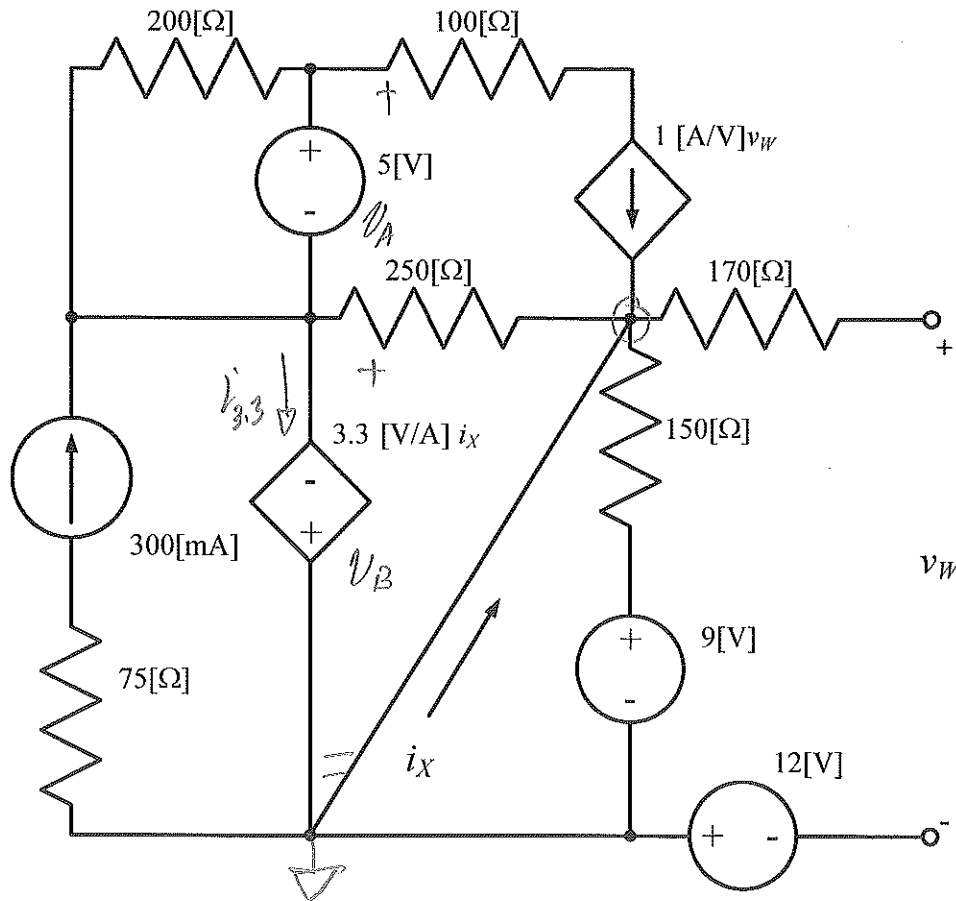 200[Ω]
100[Ω]
+
1 [A/V]v_W
+
5[V]
-
v_A
250[Ω]
170[Ω]
+
+
i_3.3
3.3 [V/A] i_X
150[Ω]
-
+
300[mA]
v_B
v_W
+
9[V]
-
75[Ω]
i_X
12[V]
+
-
-